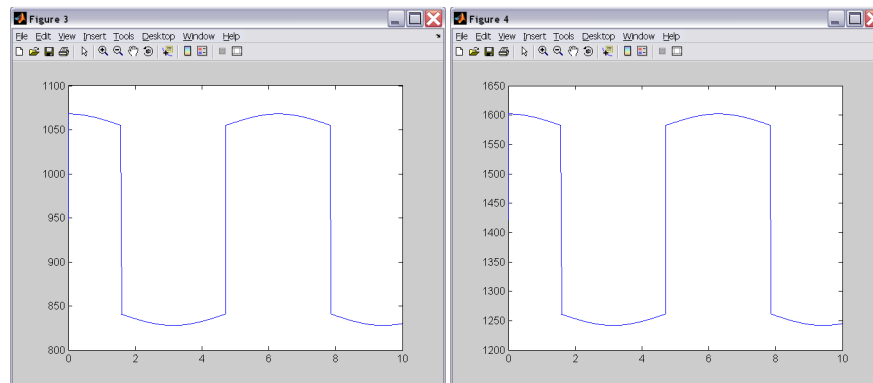 Figure 3
File Edit View Insert Tools Desktop Window Help
1100
1050
1000
950
900
850
800
0 2 4 6 8 10
Figure 4
File Edit View Insert Tools Desktop Window Help
1650
1600
1550
1500
1450
1400
1350
1300
1250
1200
0 2 4 6 8 10